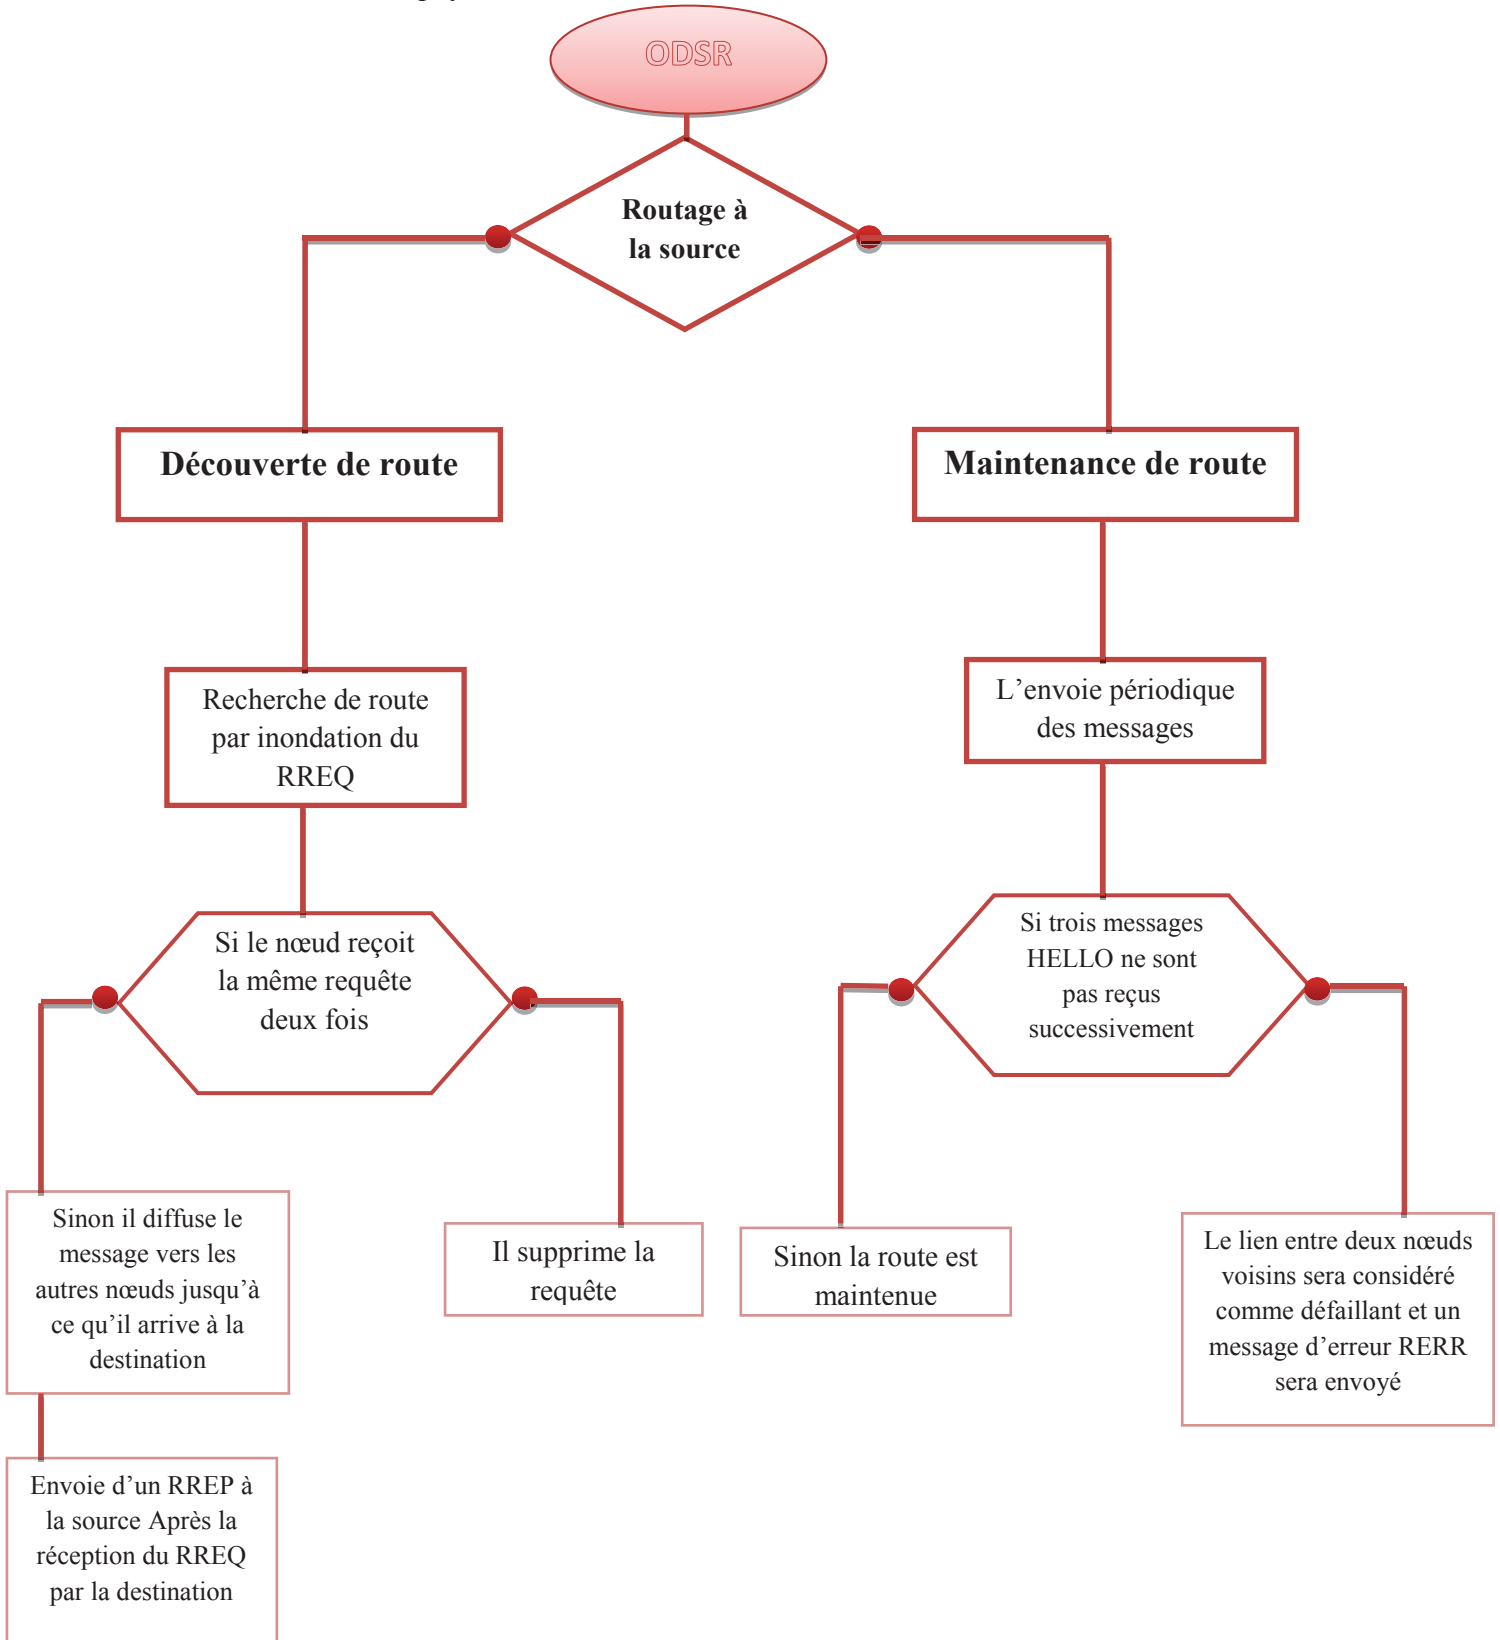 ODSR
Routage à
la source
Découverte de route
Maintenance de route
Recherche de route
par inondation du
RREQ
L’envoie périodique
des messages
Si le nœud reçoit
la même requête
deux fois
Si trois messages
HELLO ne sont
pas reçus
successivement
Sinon il diffuse le
message vers les
autres nœuds jusqu’à
ce qu’il arrive à la
destination
Il supprime la
requête
Sinon la route est
maintenue
Le lien entre deux nœuds
voisins sera considéré
comme défaillant et un
message d’erreur RERR
sera envoyé
Envoie d’un RREP à
la source Après la
réception du RREQ
par la destination